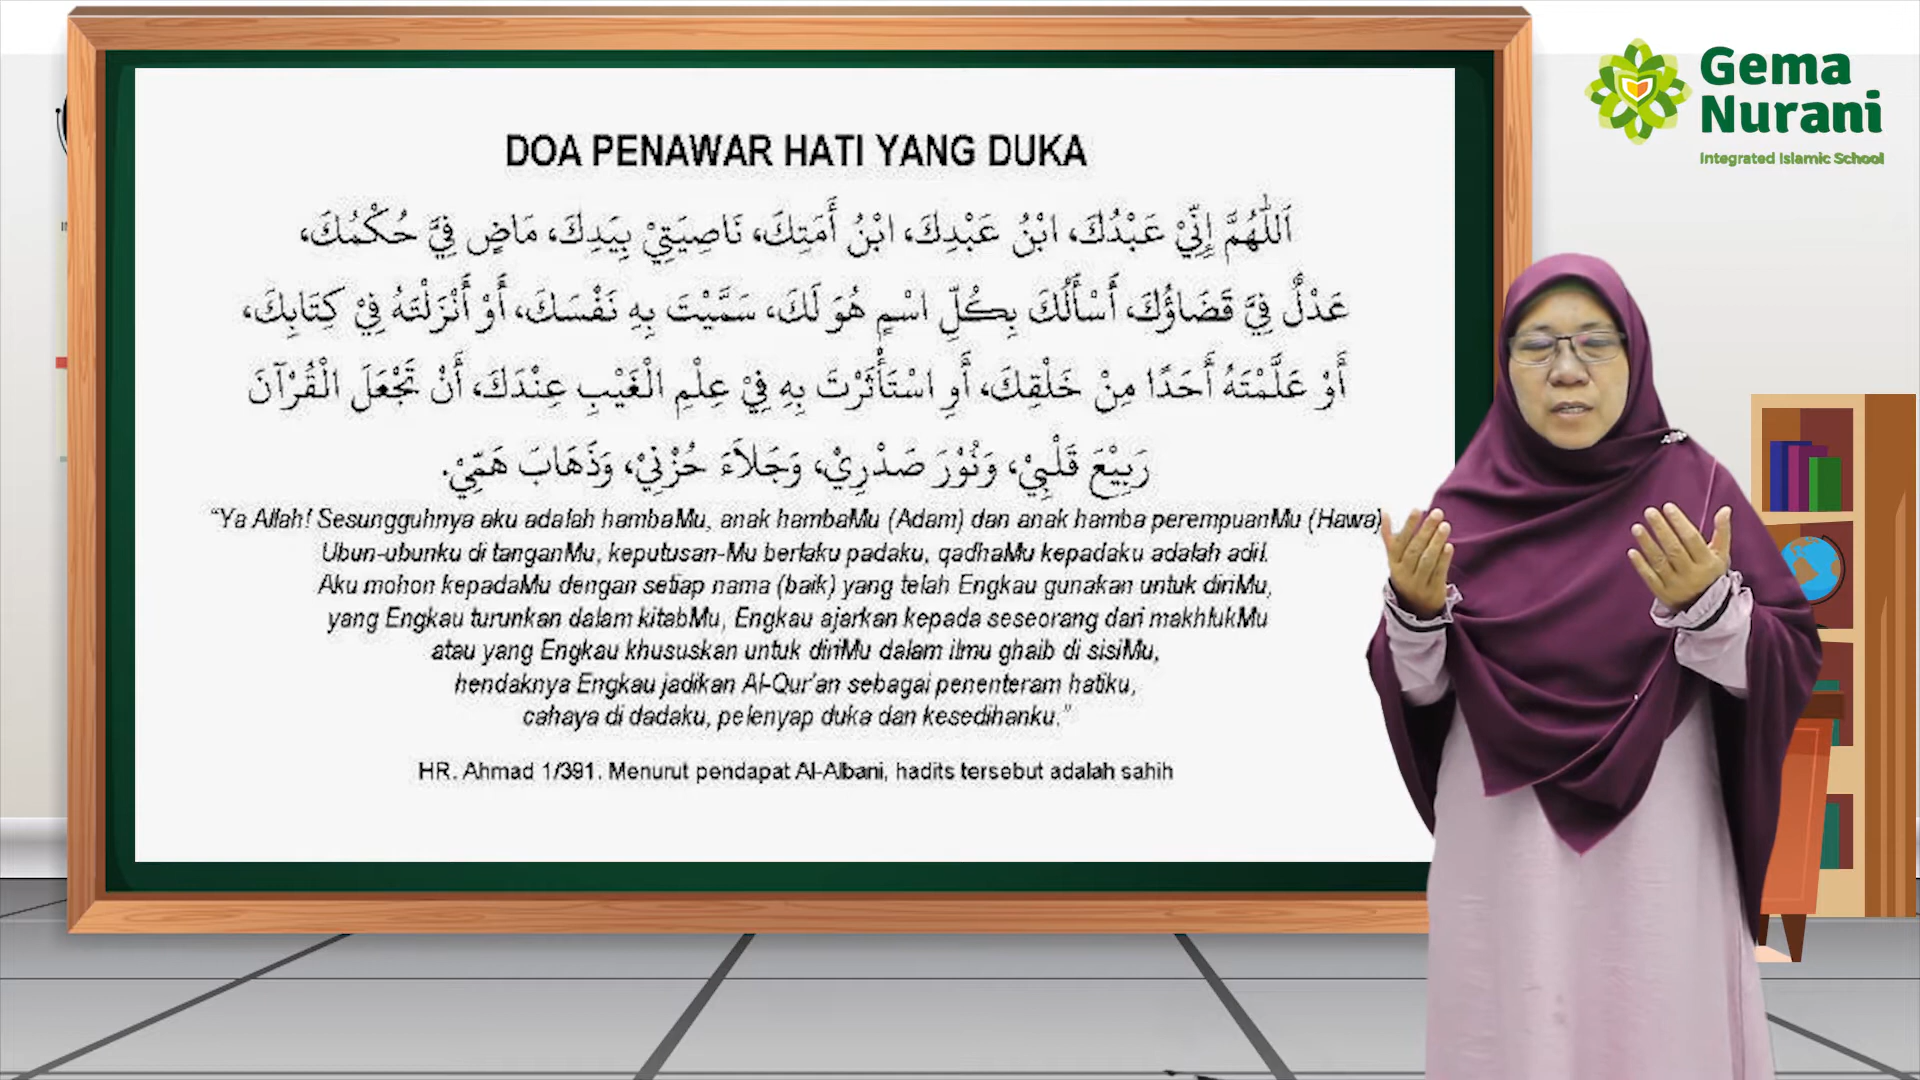 Gema
Nurani
Integrated Islamic School
DOA PENAWAR HATI YANG DUKA
اَللّٰهُمَّ إِنِّيْ عَبْدُكَ، ابْنُ عَبْدِكَ، ابْنُ أَمَتِكَ، نَاصِيَتِيْ بِيَدِكَ، مَاضٍ فِيَّ حُكْمُكَ،
عَدْلٌ فِيَّ قَضَاؤُكَ، أَسْأَلُكَ بِكُلِّ اسْمٍ هُوَ لَكَ، سَمَّيْتَ بِهِ نَفْسَكَ، أَوْ أَنْزَلْتَهُ فِيْ كِتَابِكَ،
أَوْ عَلَّمْتَهُ أَحَدًا مِنْ خَلْقِكَ، أَوِ اسْتَأْثَرْتَ بِهِ فِيْ عِلْمِ الْغَيْبِ عِنْدَكَ، أَنْ تَجْعَلَ الْقُرْآنَ
رَبِيْعَ قَلْبِيْ، وَنُوْرَ صَدْرِيْ، وَجَلاَءَ حُزْنِيْ، وَذَهَابَ هَمِّيْ.
“Ya Allah! Sesungguhnya aku adalah hambaMu, anak hambaMu (Adam) dan anak hamba perempuanMu (Hawa)
Ubun-ubunku di tanganMu, keputusan-Mu berlaku padaku, qadhaMu kepadaku adalah adil.
Aku mohon kepadaMu dengan setiap nama (baik) yang telah Engkau gunakan untuk diriMu,
yang Engkau turunkan dalam kitabMu, Engkau ajarkan kepada seseorang dari makhlukMu
atau yang Engkau khususkan untuk diriMu dalam ilmu ghaib di sisiMu,
hendaknya Engkau jadikan Al-Qur'an sebagai penenteram hatiku,
cahaya di dadaku, pelenyap duka dan kesedihanku.”
HR. Ahmad 1/391. Menurut pendapat Al-Albani, hadits tersebut adalah sahih